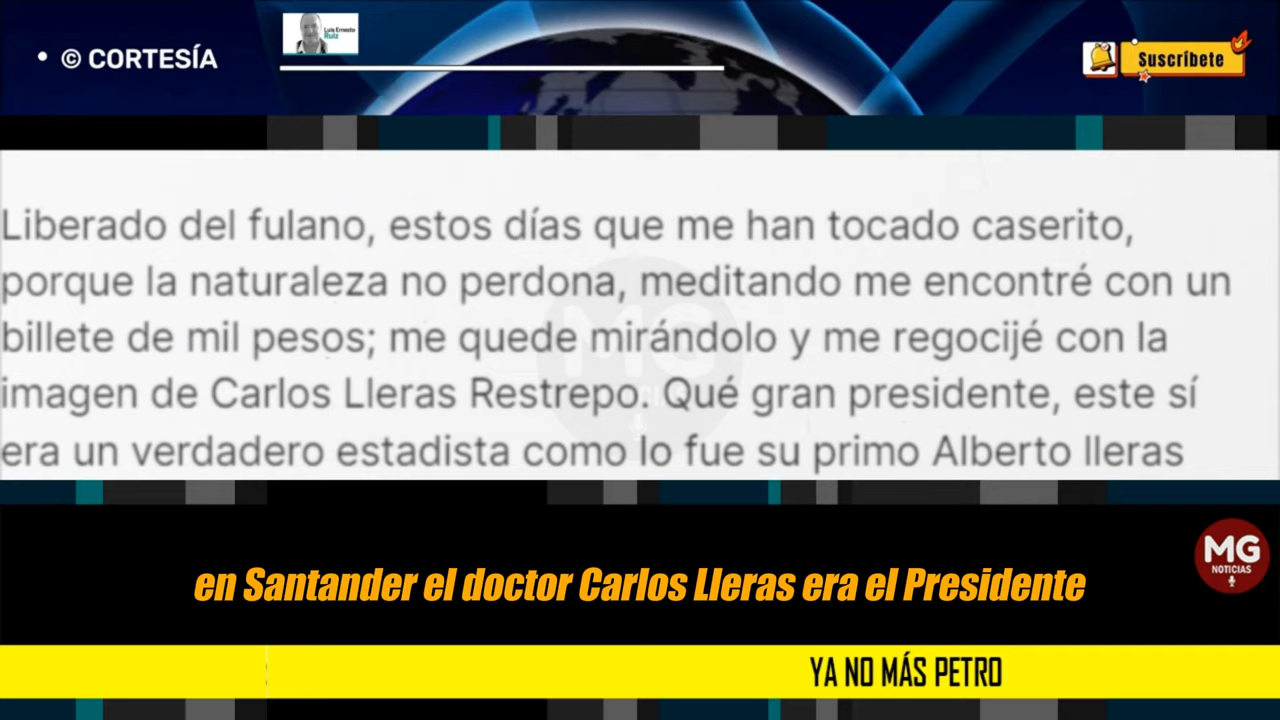 • © CORTESÍA
Luis Ernesto
Ruiz
Suscríbete
Liberado del fulano, estos días que me han tocado caserito,
porque la naturaleza no perdona, meditando me encontré con un
billete de mil pesos; me quede mirándolo y me regocijé con la
imagen de Carlos Lleras Restrepo. Qué gran presidente, este sí
era un verdadero estadista como lo fue su primo Alberto lleras
en Santander el doctor Carlos Lleras era el Presidente
MG
NOTICIAS
YA NO MÁS PETRO